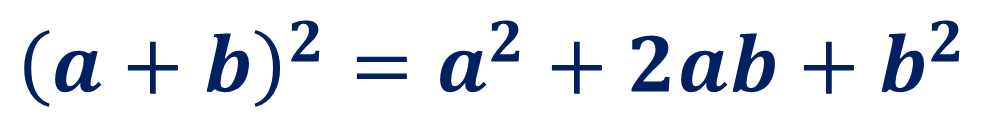 (a + b)² = a² + 2ab + b²